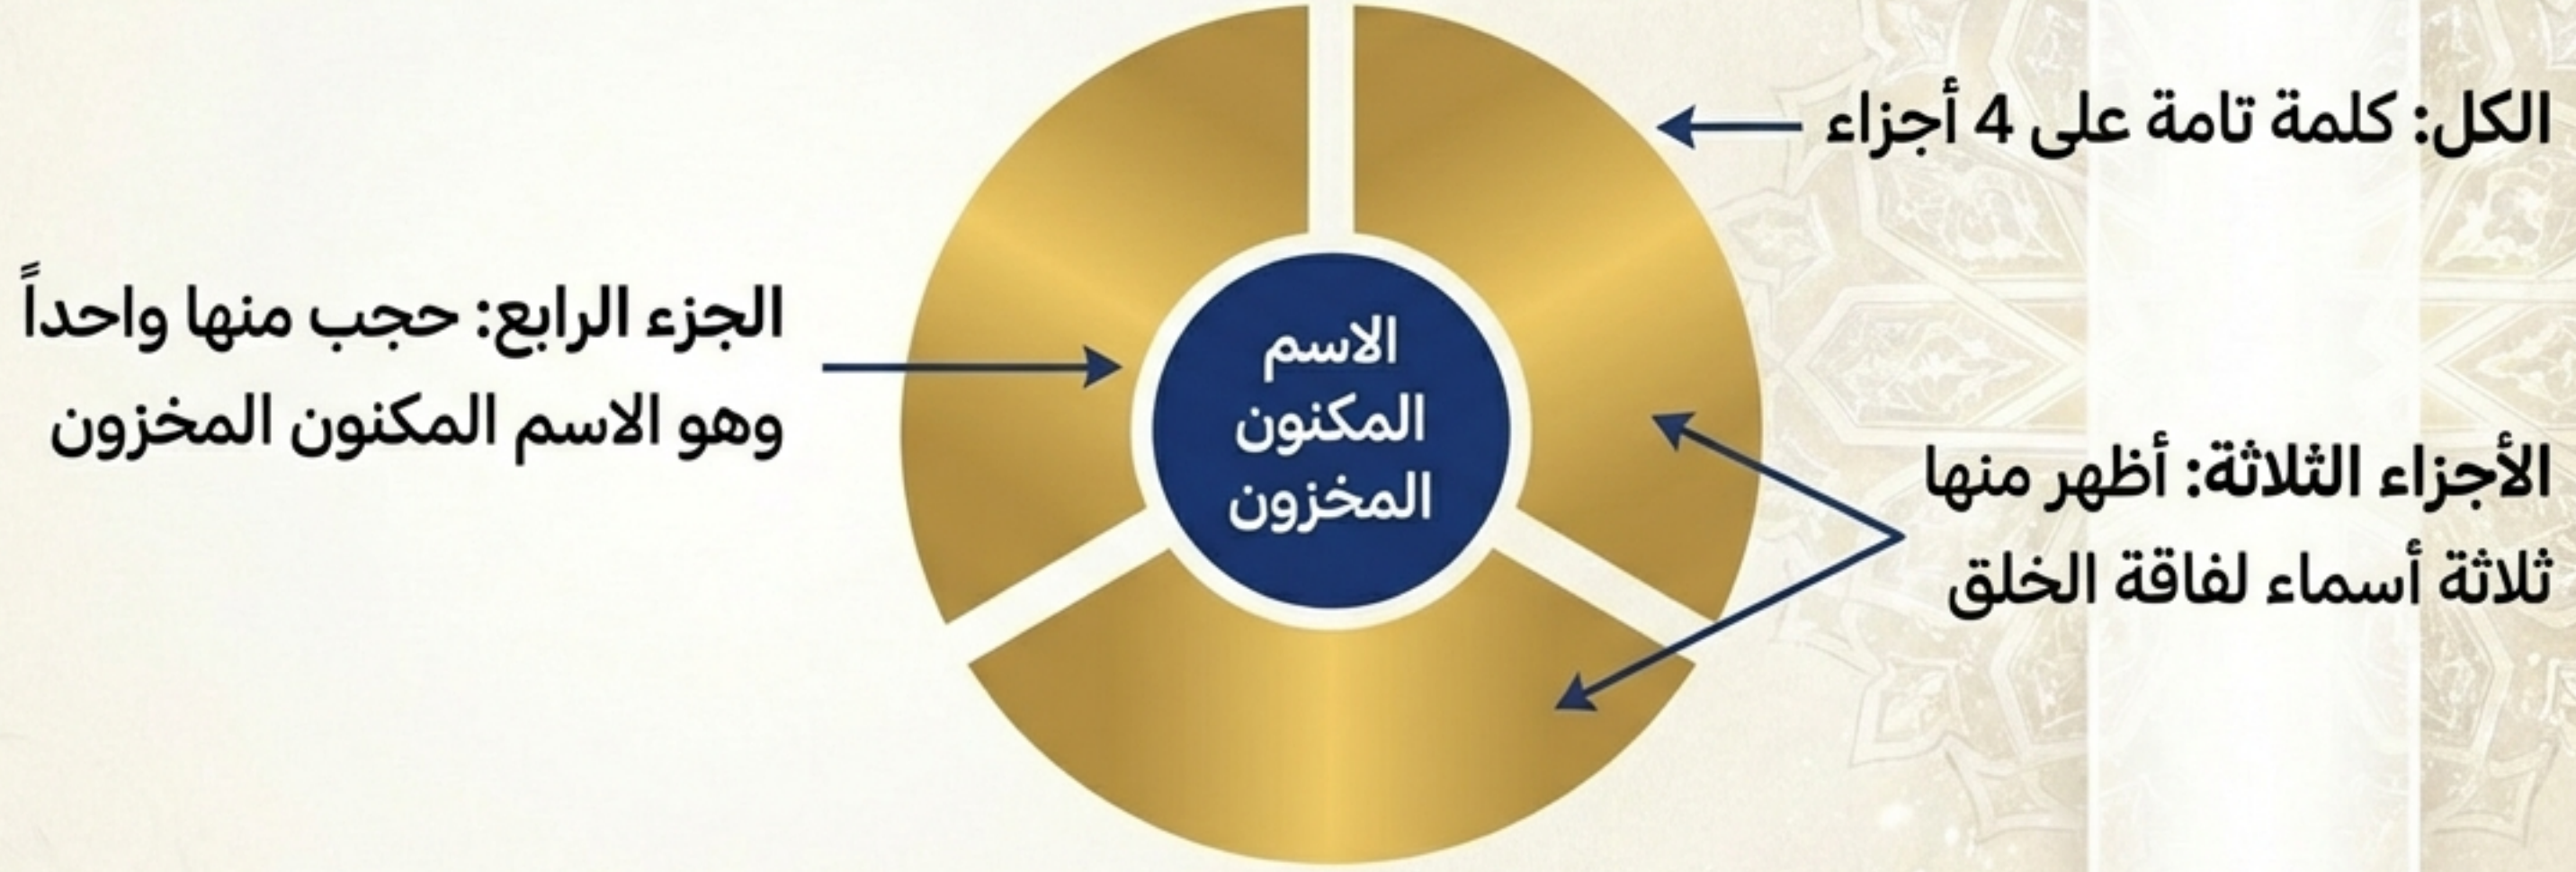 الكل: كلمة تامة على 4 أجزاء
الأجزاء الثلاثة: أظهر منها
ثلاثة أسماء لفاقة الخلق
الاسم
المكنون
المخزون
الجزء الرابع: حجب منها واحداً
وهو الاسم المكنون المخزون